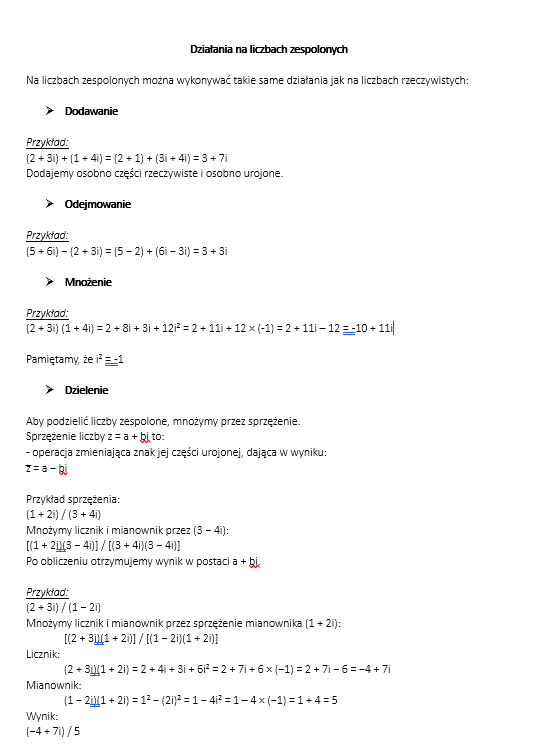 Działania na liczbach zespolonych
Na liczbach zespolonych można wykonywać takie same działania jak na liczbach rzeczywistych:
➤ Dodawanie
Przykład:
(2 + 3i) + (1 + 4i) = (2 + 1) + (3i + 4i) = 3 + 7i
Dodajemy osobno części rzeczywiste i osobno urojone.
➤ Odejmowanie
Przykład:
(5 + 6i) – (2 + 3i) = (5 – 2) + (6i – 3i) = 3 + 3i
➤ Mnożenie
Przykład:
(2 + 3i) (1 + 4i) = 2 + 8i + 3i + 12i² = 2 + 11i + 12 × (-1) = 2 + 11i – 12 = -10 + 11i
Pamiętamy, że i² = -1
➤ Dzielenie
Aby podzielić liczby zespolone, mnożymy przez sprzężenie.
Sprzężenie liczby z = a + bi to:
- operacja zmieniająca znak jej części urojonej, dająca w wyniku:
z̅ = a – bi
Przykład sprzężenia:
(1 + 2i) / (3 + 4i)
Mnożymy licznik i mianownik przez (3 – 4i):
[(1 + 2i)(3 – 4i)] / [(3 + 4i)(3 – 4i)]
Po obliczeniu otrzymujemy wynik w postaci a + bi.
Przykład:
(2 + 3i) / (1 – 2i)
Mnożymy licznik i mianownik przez sprzężenie mianownika (1 + 2i):
[(2 + 3i)(1 + 2i)] / [(1 – 2i)(1 + 2i)]
Licznik:
(2 + 3i)(1 + 2i) = 2 + 4i + 3i + 6i² = 2 + 7i + 6 × (−1) = 2 + 7i – 6 = –4 + 7i
Mianownik:
(1 – 2i)(1 + 2i) = 1² – (2i)² = 1 – 4i² = 1 – 4 × (−1) = 1 + 4 = 5
Wynik:
(–4 + 7i) / 5